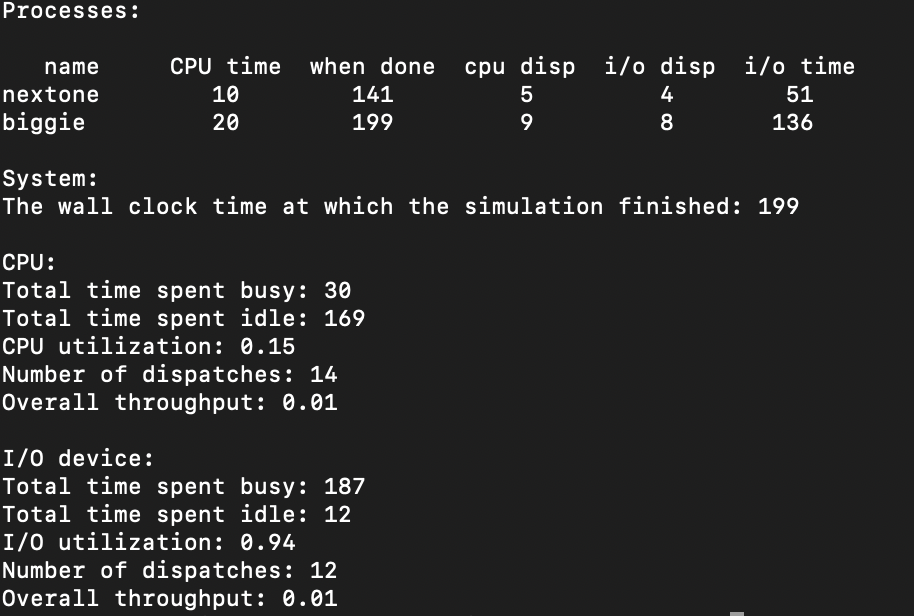 Processes:
name CPU time when done cpu disp i/o disp i/o time
nextone 10 141 5 4 51
biggie 20 199 9 8 136
System:
The wall clock time at which the simulation finished: 199
CPU:
Total time spent busy: 30
Total time spent idle: 169
CPU utilization: 0.15
Number of dispatches: 14
Overall throughput: 0.01
I/O device:
Total time spent busy: 187
Total time spent idle: 12
I/O utilization: 0.94
Number of dispatches: 12
Overall throughput: 0.01